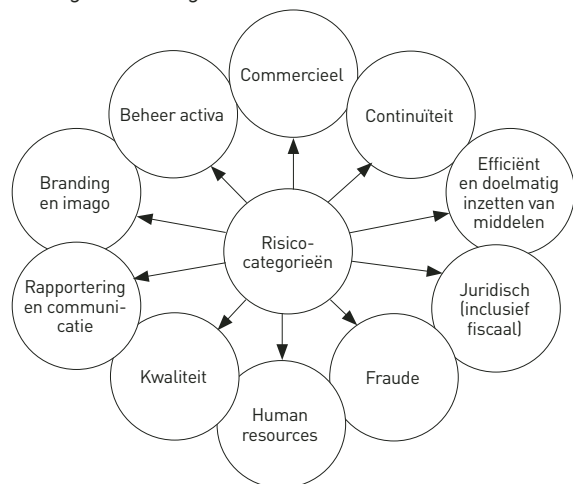 Commercieel
Beheer activa
Continuïteit
Branding
en imago
Efficiënt
en doelmatig
inzetten van
middelen
Risico-
categorieën
Rapportering
en communi-
catie
Juridisch
(inclusief
fiscaal)
Kwaliteit
Fraude
Human
resources